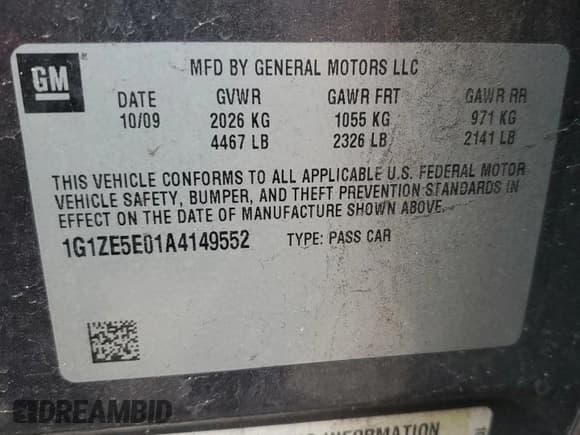 GM
MFD BY GENERAL MOTORS LLC
DATE GVWR GAWR FRT GAWR RR
10/09 2026 KG 1055 KG 971 KG
4467 LB 2326 LB 2141 LB
THIS VEHICLE CONFORMS TO ALL APPLICABLE U.S. FEDERAL MOTOR
VEHICLE SAFETY, BUMPER, AND THEFT PREVENTION STANDARDS IN
EFFECT ON THE DATE OF MANUFACTURE SHOWN ABOVE.
1G1ZE5E01A4149552 TYPE: PASS CAR
DREAMBID
INFORMATION